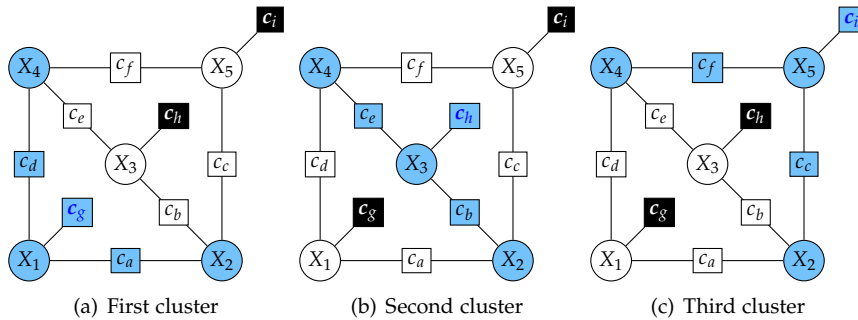 c_i c_i c_i
X_4 c_f X_5 X_4 c_f X_5 X_4 c_f X_5
c_e c_h c_e c_h c_e c_h
c_d X_3 c_c c_d X_3 c_c c_d X_3 c_c
c_g c_b c_g c_b c_g c_b
X_1 c_a X_2 X_1 c_a X_2 X_1 c_a X_2
(a) First cluster (b) Second cluster (c) Third cluster